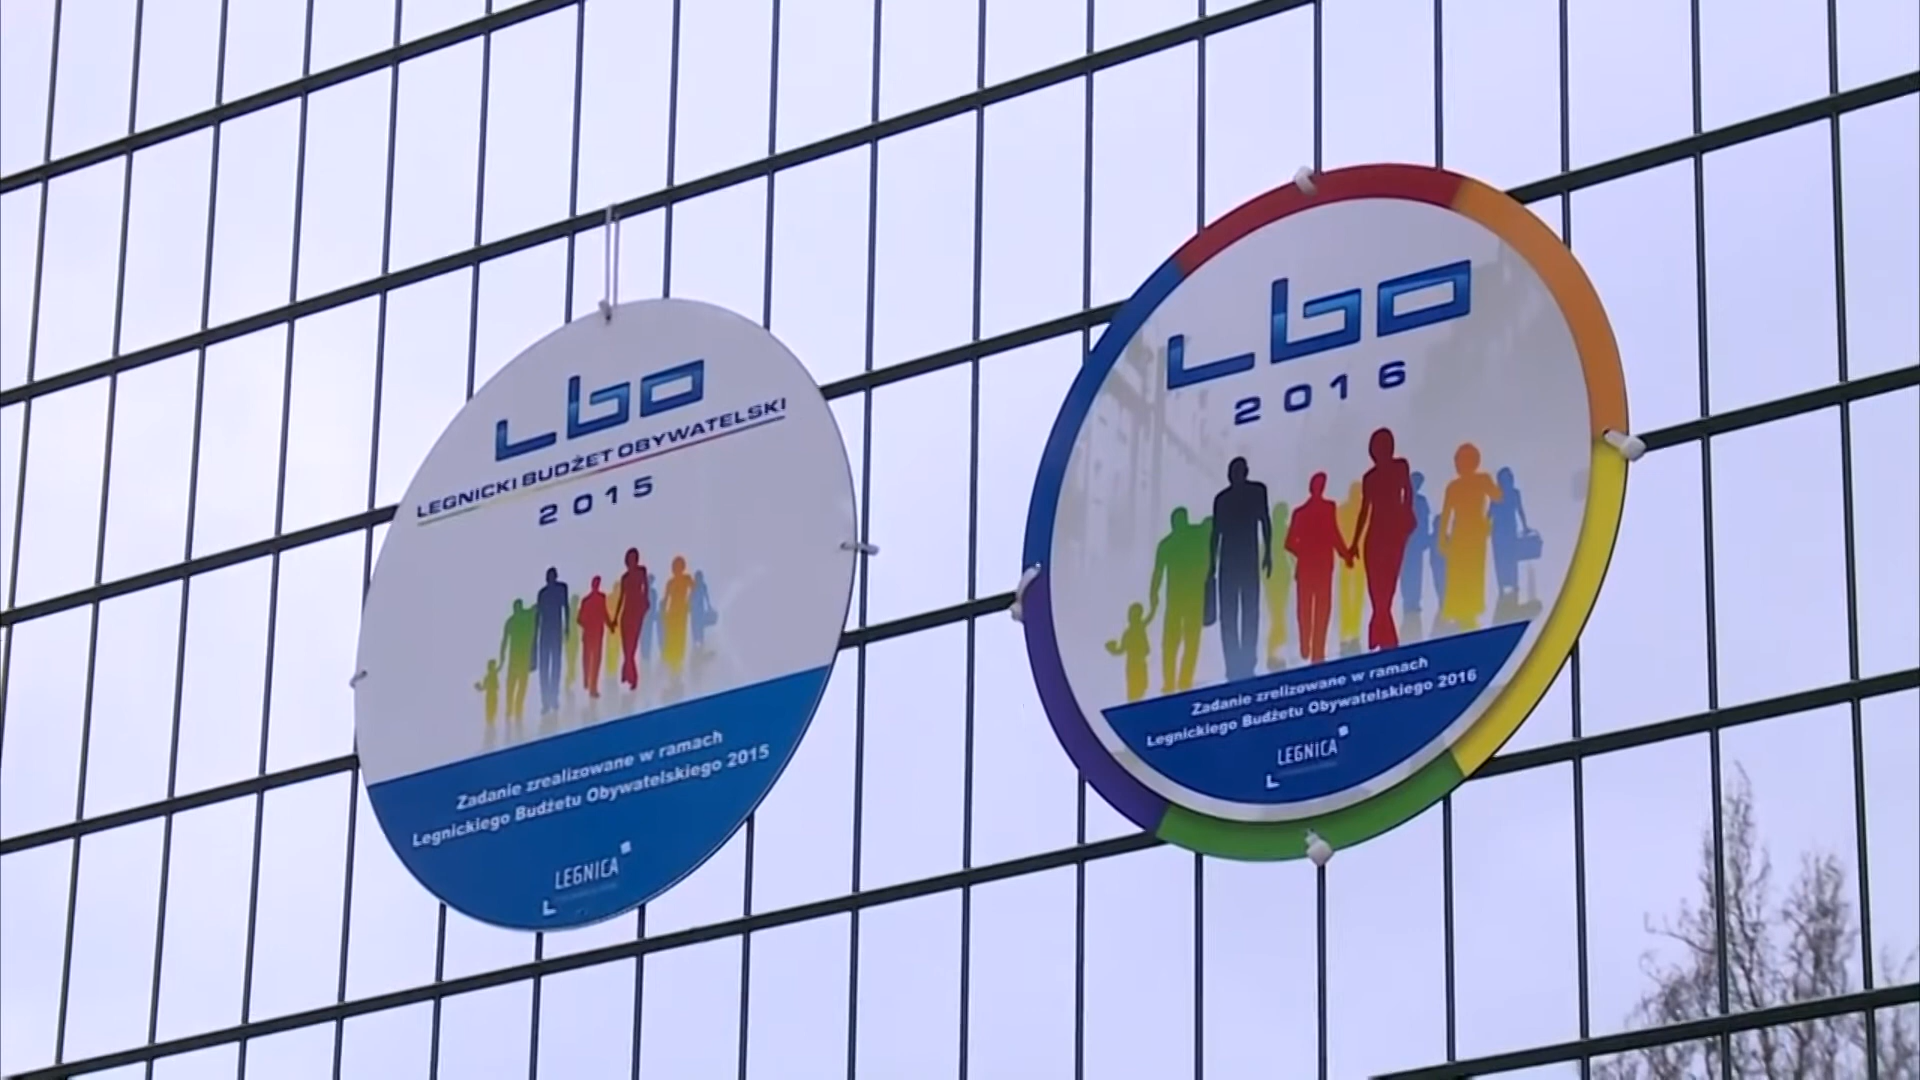 LBO
LEGNICKI BUDŻET OBYWATELSKI
2015
Zadanie zrealizowane w ramach
Legnickiego Budżetu Obywatelskiego 2015
LEGNICA
LBO
2016
Zadanie zrelizowane w ramach
Legnickiego Budżetu Obywatelskiego 2016
LEGNICA